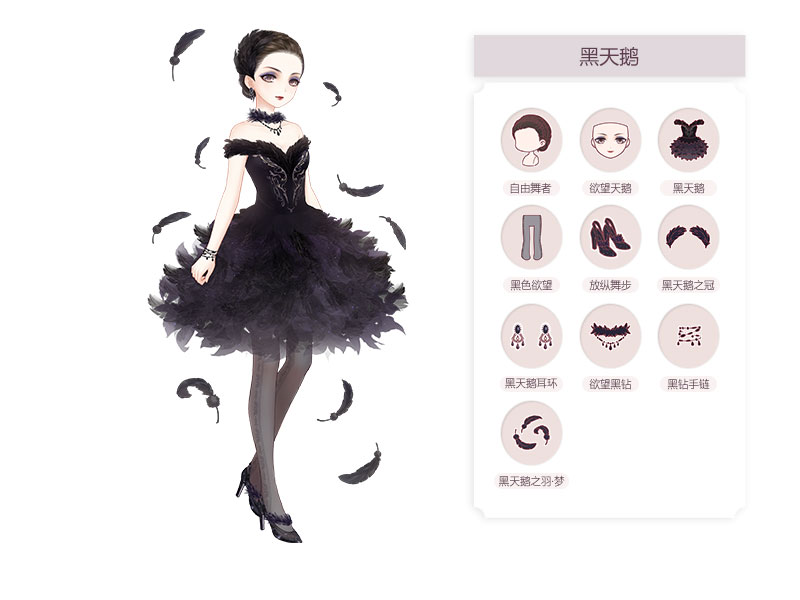 黑天鹅
自由舞者
欲望天鹅
黑天鹅
黑色欲望
放纵舞步
黑天鹅之冠
黑天鹅耳环
欲望黑钻
黑钻手链
黑天鹅之羽·梦